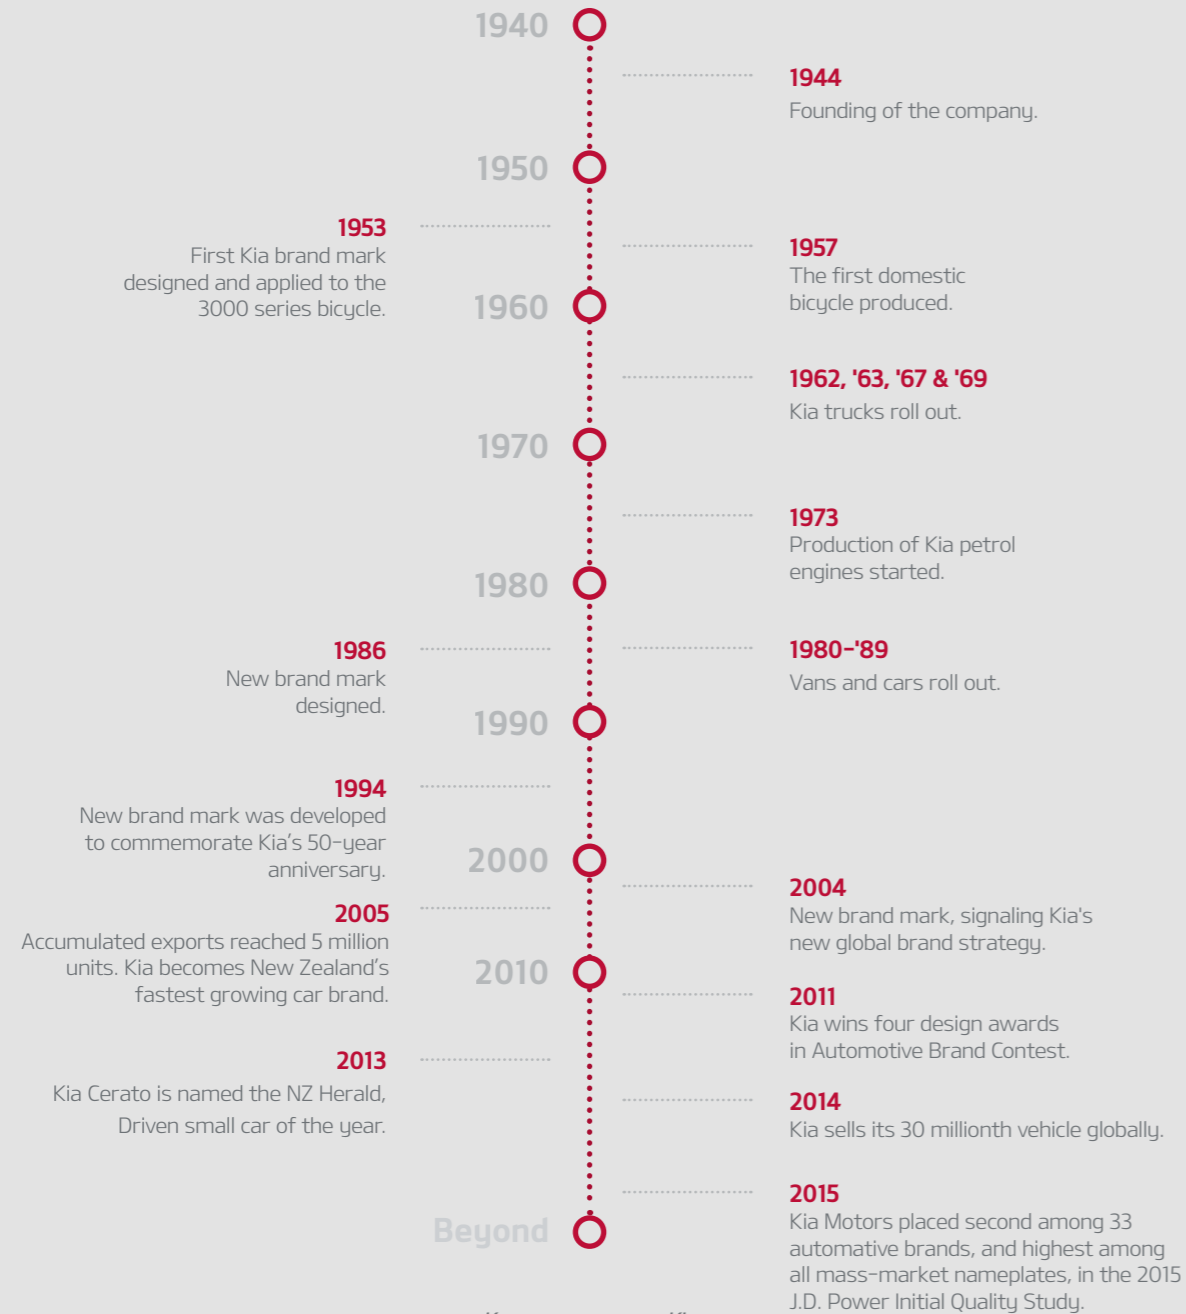 1940
1944
Founding of the company.
1950
1953
First Kia brand mark
designed and applied to the
3000 series bicycle.
1957
The first domestic
bicycle produced.
1960
1962, '63, '67 & '69
Kia trucks roll out.
1970
1973
Production of Kia petrol
engines started.
1980
1986
New brand mark
designed.
1980-'89
Vans and cars roll out.
1990
1994
New brand mark was developed
to commemorate Kia's 50-year
anniversary.
2000
2004
New brand mark, signaling Kia's
new global brand strategy.
2005
Accumulated exports reached 5 million
units. Kia becomes New Zealand's
fastest growing car brand.
2010
2011
Kia wins four design awards
in Automotive Brand Contest.
2013
Kia Cerato is named the NZ Herald,
Driven small car of the year.
2014
Kia sells its 30 millionth vehicle globally.
2015
Kia Motors placed second among 33
automative brands, and highest among
all mass-market nameplates, in the 2015
J.D. Power Initial Quality Study.
Beyond